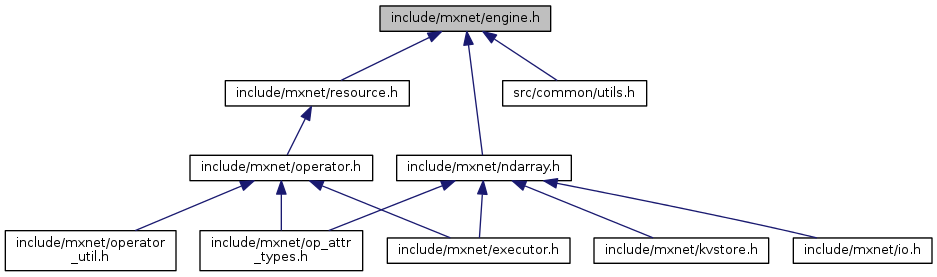 include/mxnet/engine.h
include/mxnet/resource.h
src/common/utils.h
include/mxnet/operator.h
include/mxnet/ndarray.h
include/mxnet/operator
_util.h
include/mxnet/op_attr
_types.h
include/mxnet/executor.h
include/mxnet/kvstore.h
include/mxnet/io.h